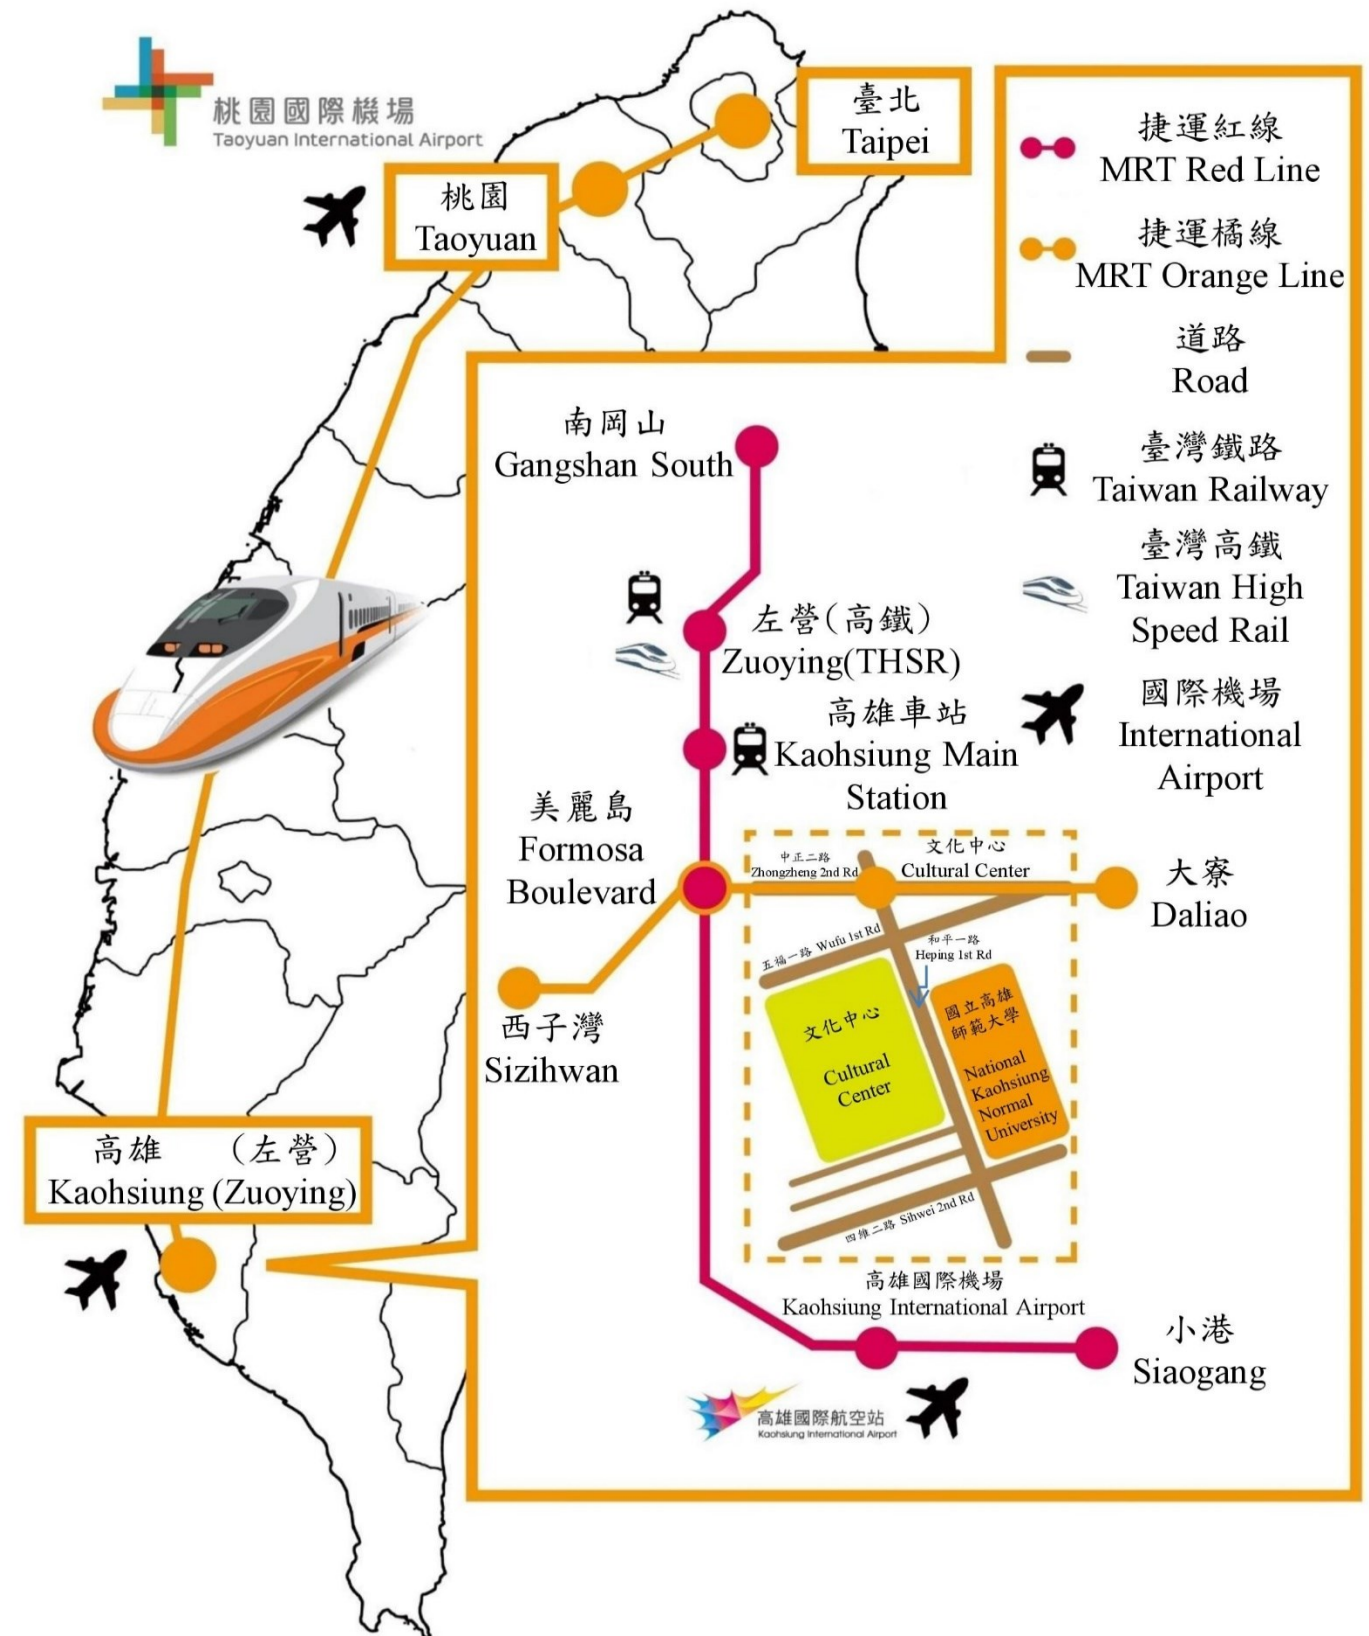 桃園國際機場
Taoyuan International Airport
臺北
Taipei
桃園
Taoyuan
捷運紅線
MRT Red Line
捷運橘線
MRT Orange Line
道路
Road
臺灣鐵路
Taiwan Railway
臺灣高鐵
Taiwan High
Speed Rail
國際機場
International
Airport
南岡山
Gangshan South
左營(高鐵)
Zuoying(THSR)
高雄車站
Kaohsiung Main
Station
美麗島
Formosa
Boulevard
中正二路
Zhongzheng 2nd Rd
文化中心
Cultural Center
大寮
Daliao
五福一路 Wufu 1st Rd
和平一路
Heping 1st Rd
西子灣
Sizihwan
文化中心
Cultural
Center
國立高雄
師範大學
National
Kaohsiung
Normal
University
四維二路 Sihwei 2nd Rd
高雄 (左營)
Kaohsiung (Zuoying)
高雄國際機場
Kaohsiung International Airport
小港
Siaogang
高雄國際航空站
Kaohsiung International Airport